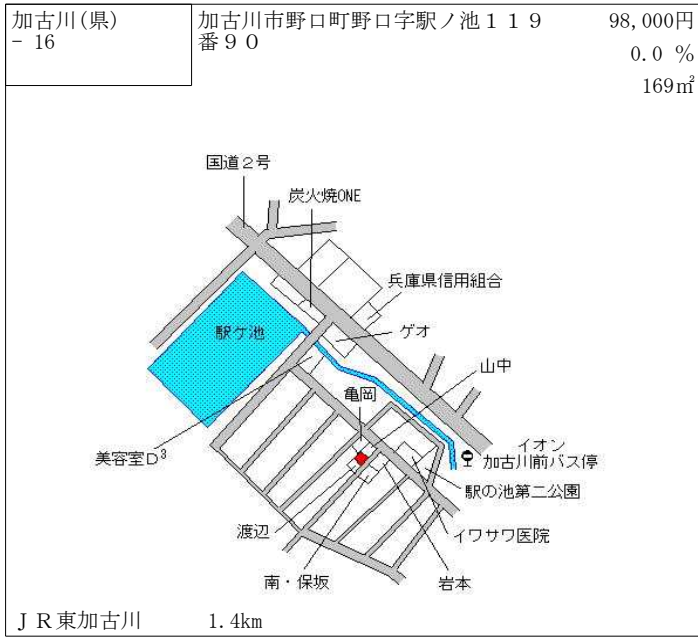 加古川(県)
- 16
加古川市野口町野口字駅ノ池１１９
番９０
98,000円
0.0 %
169㎡
国道２号
炭火焼ONE
兵庫県信用組合
駅ケ池
ゲオ
山中
亀岡
美容室D³
イオン
加古川前バス停
駅の池第二公園
渡辺
イワサワ医院
南・保坂
岩本
ＪＲ東加古川
1.4km